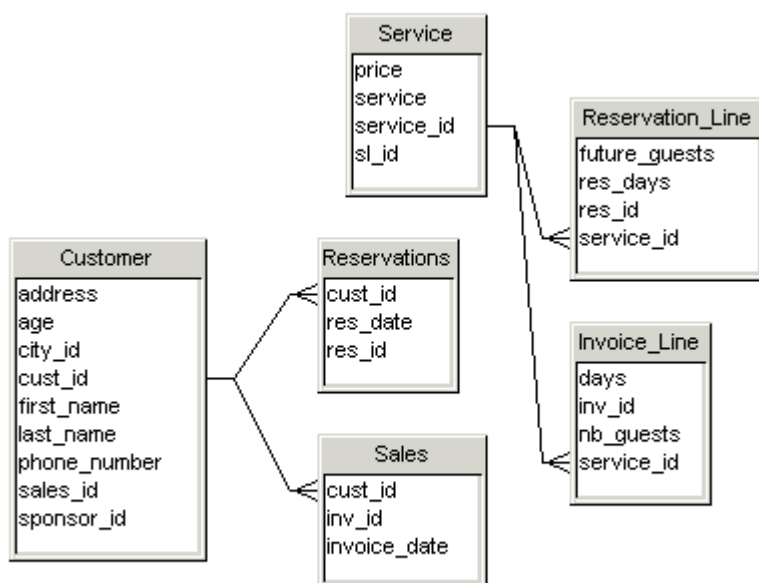 Service
price
service
service_id
sl_id
Reservation_Line
future_guests
res_days
res_id
service_id
Customer
address
age
city_id
cust_id
first_name
last_name
phone_number
sales_id
sponsor_id
Reservations
cust_id
res_date
res_id
Invoice_Line
days
inv_id
nb_guests
service_id
Sales
cust_id
inv_id
invoice_date